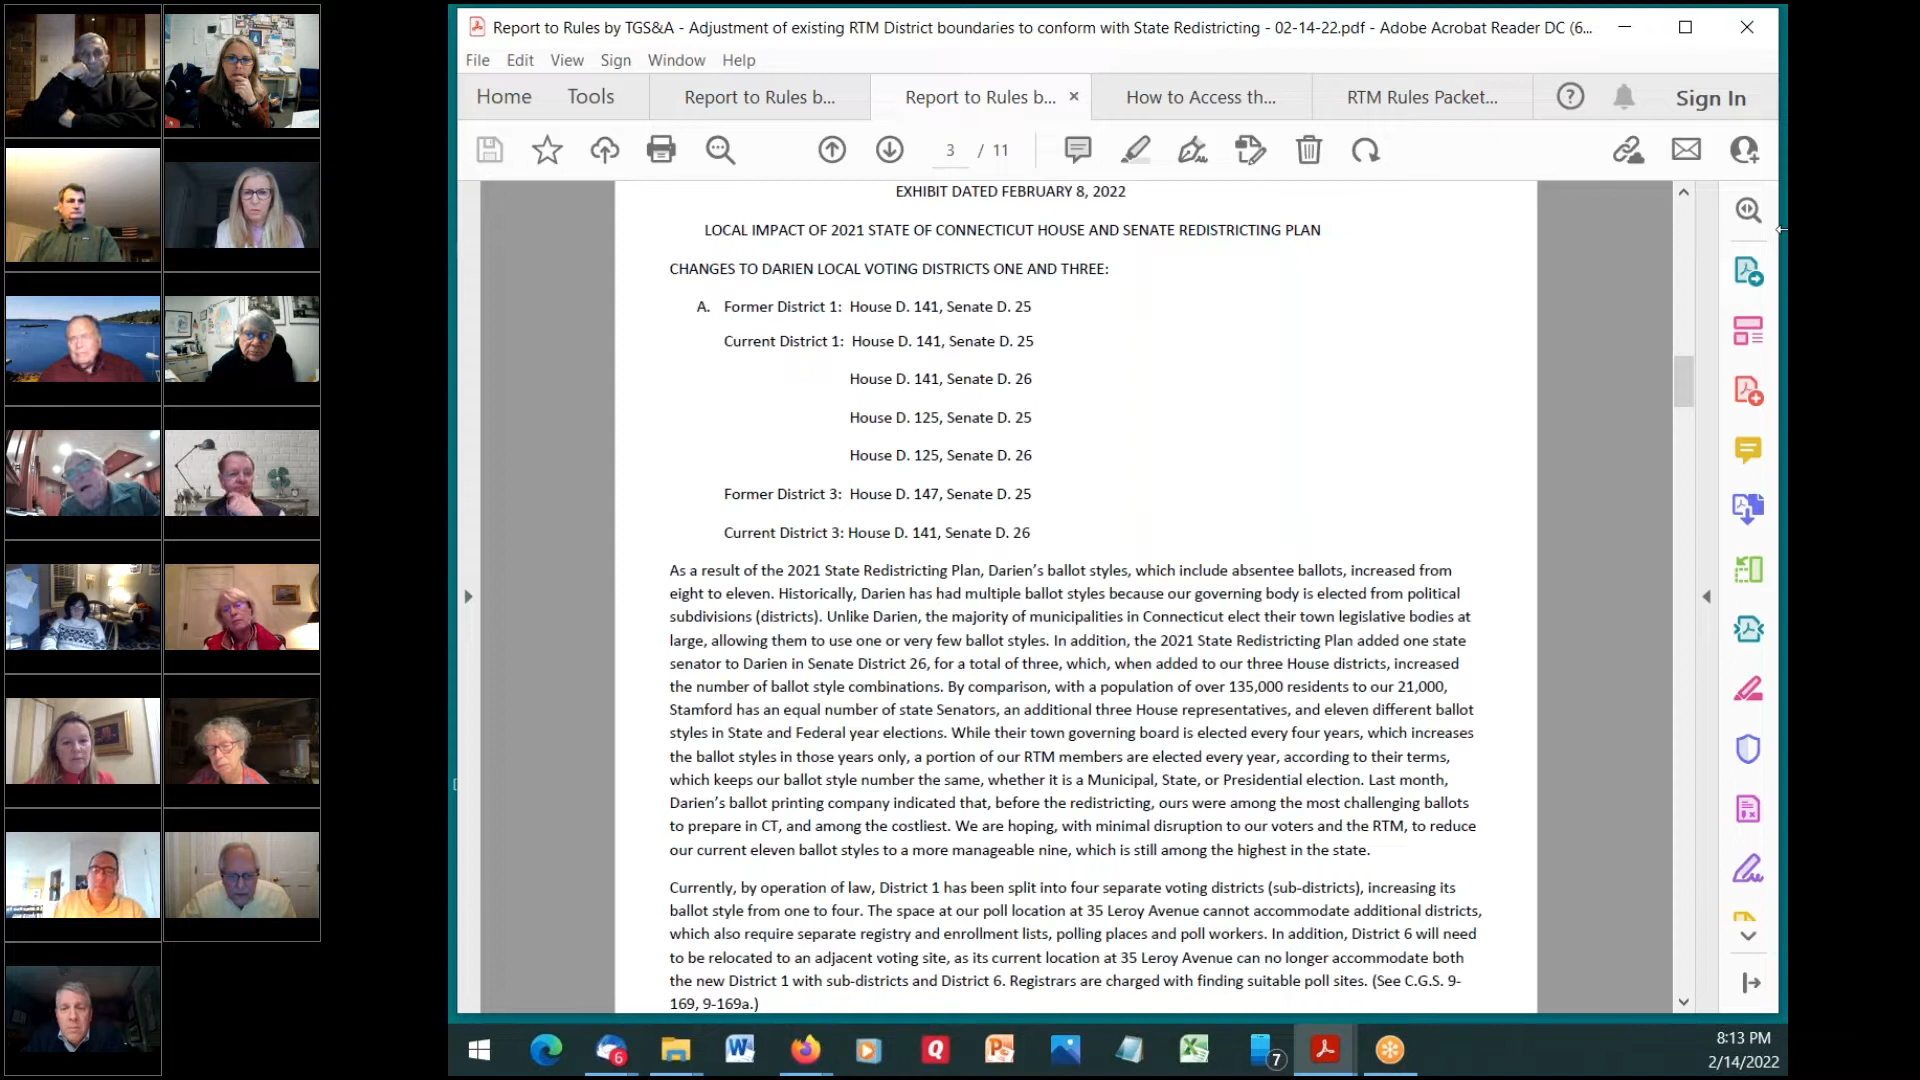 Report to Rules by TGS&A - Adjustment of existing RTM District boundaries to conform with State Redistricting - 02-14-22.pdf - Adobe Acrobat Reader DC (6...
File Edit View Sign Window Help
Home Tools Report to Rules b... Report to Rules b... How to Access th... RTM Rules Packet... Sign In
3 / 11
EXHIBIT DATED FEBRUARY 8, 2022
LOCAL IMPACT OF 2021 STATE OF CONNECTICUT HOUSE AND SENATE REDISTRICTING PLAN
CHANGES TO DARIEN LOCAL VOTING DISTRICTS ONE AND THREE:
A. Former District 1: House D. 141, Senate D. 25
Current District 1: House D. 141, Senate D. 25
House D. 141, Senate D. 26
House D. 125, Senate D. 25
House D. 125, Senate D. 26
Former District 3: House D. 147, Senate D. 25
Current District 3: House D. 141, Senate D. 26
As a result of the 2021 State Redistricting Plan, Darien's ballot styles, which include absentee ballots, increased from
eight to eleven. Historically, Darien has had multiple ballot styles because our governing body is elected from political
subdivisions (districts). Unlike Darien, the majority of municipalities in Connecticut elect their town legislative bodies at
large, allowing them to use one or very few ballot styles. In addition, the 2021 State Redistricting Plan added one state
senator to Darien in Senate District 26, for a total of three, which, when added to our three House districts, increased
the number of ballot style combinations. By comparison, with a population of over 135,000 residents to our 21,000,
Stamford has an equal number of state Senators, an additional three House representatives, and eleven different ballot
styles in State and Federal year elections. While their town governing board is elected every four years, which increases
the ballot styles in those years only, a portion of our RTM members are elected every year, according to their terms,
which keeps our ballot style number the same, whether it is a Municipal, State, or Presidential election. Last month,
Darien's ballot printing company indicated that, before the redistricting, ours were among the most challenging ballots
to prepare in CT, and among the costliest. We are hoping, with minimal disruption to our voters and the RTM, to reduce
our current eleven ballot styles to a more manageable nine, which is still among the highest in the state.
Currently, by operation of law, District 1 has been split into four separate voting districts (sub-districts), increasing its
ballot style from one to four. The space at our poll location at 35 Leroy Avenue cannot accommodate additional districts,
which also require separate registry and enrollment lists, polling places and poll workers. In addition, District 6 will need
to be relocated to an adjacent voting site, as its current location at 35 Leroy Avenue can no longer accommodate both
the new District 1 with sub-districts and District 6. Registrars are charged with finding suitable poll sites. (See C.G.S. 9-
169, 9-169a.)
6
7
8:13 PM
2/14/2022